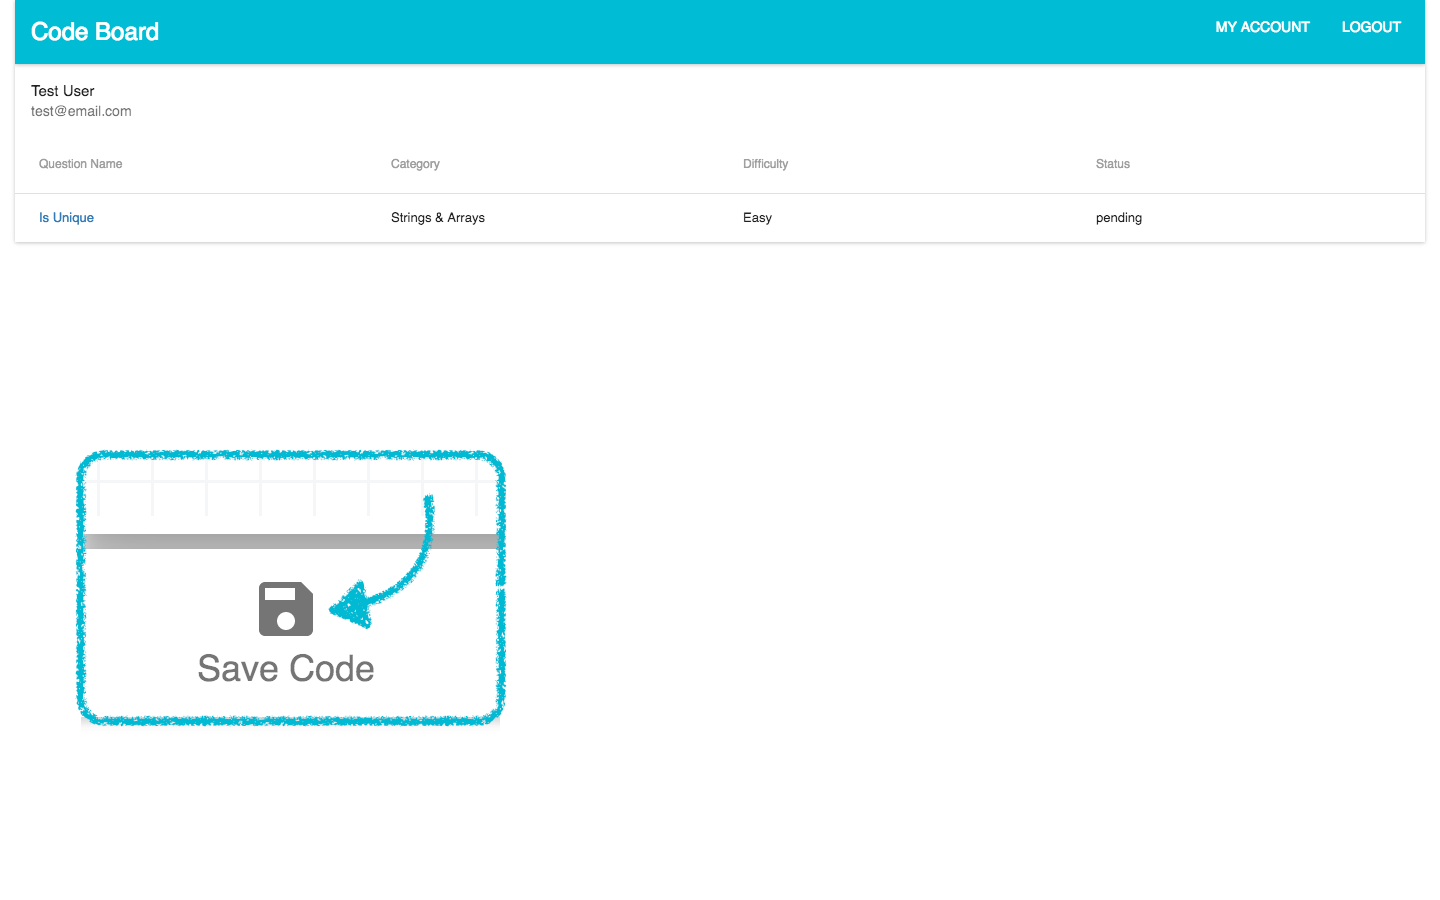 Code Board MY ACCOUNT LOGOUT
Test User
test@email.com
Question Name Category Difficulty Status
Is Unique Strings & Arrays Easy pending
Save Code